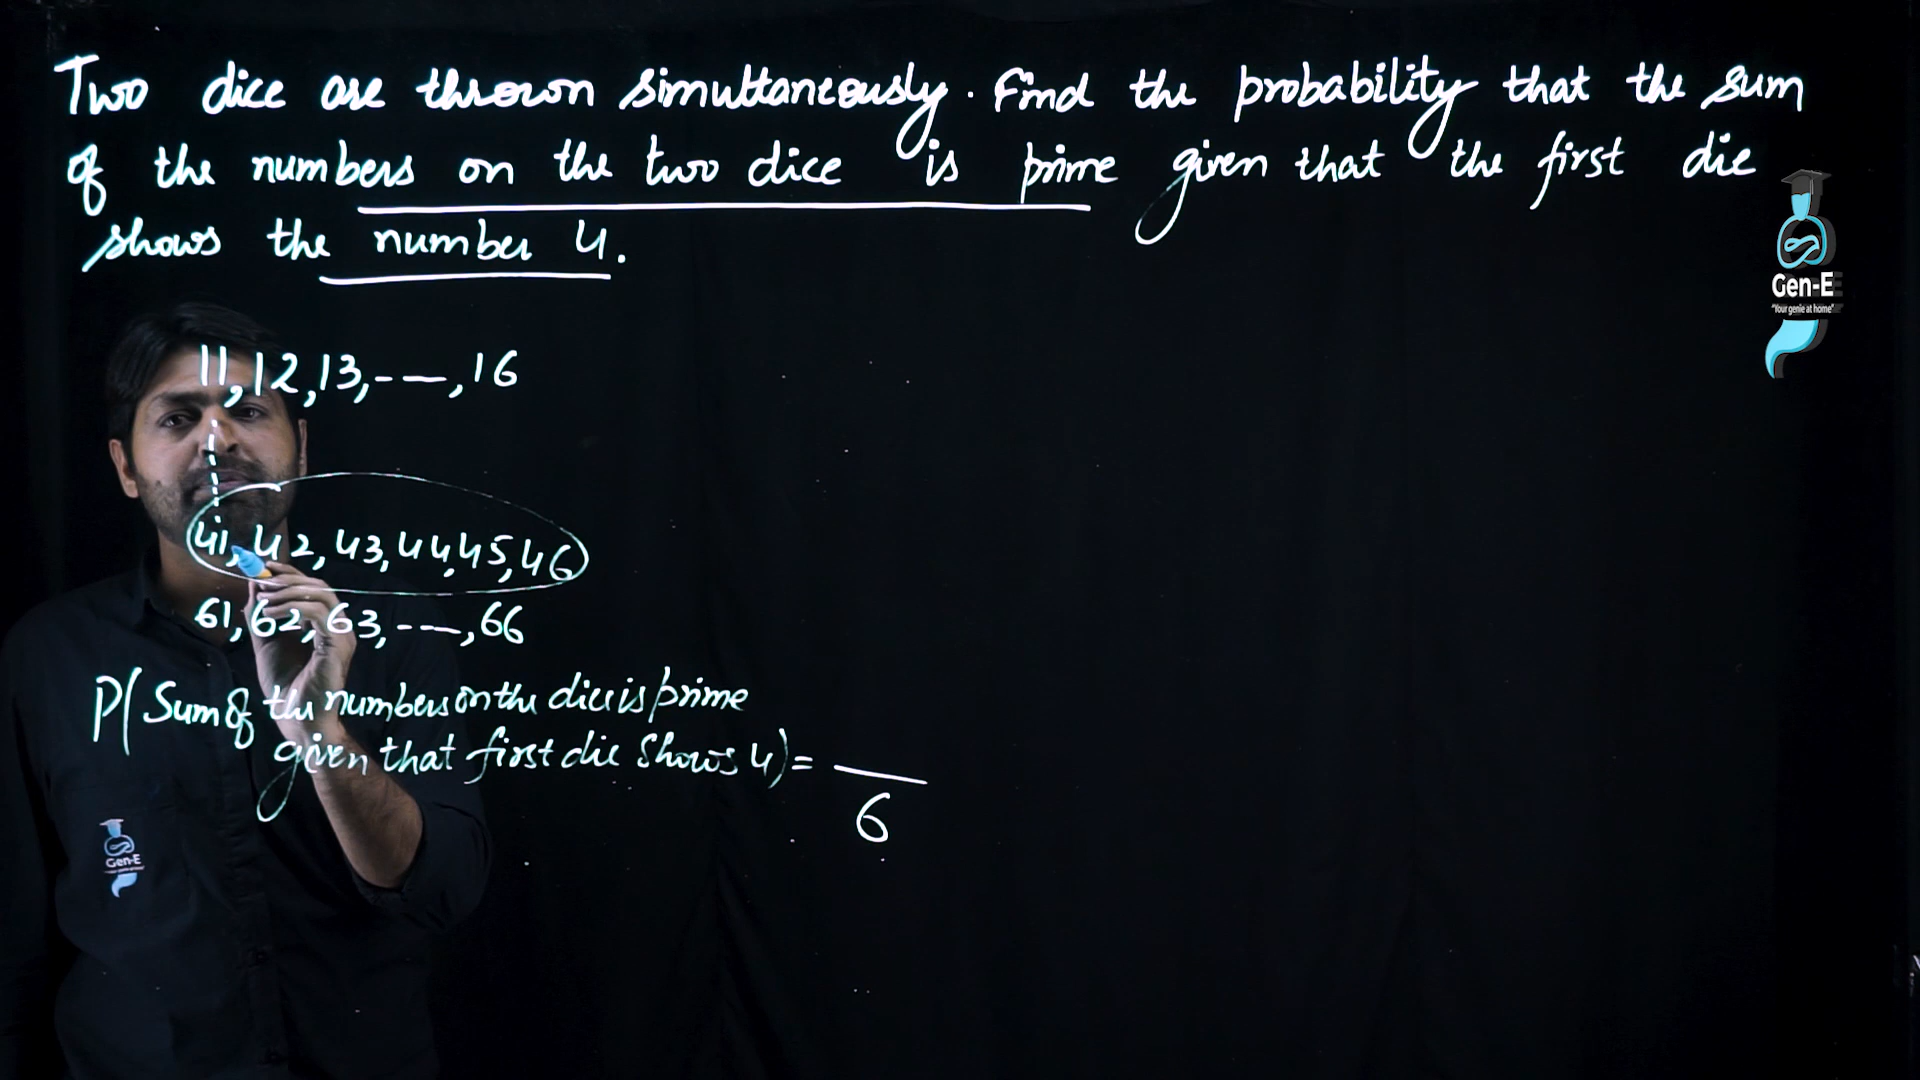 Two dice are thrown simultaneously. Find the probability that the sum
of the numbers on the two dice is prime given that the first die
shows the number 4.
Gen-E
"Your genie at home"
11, 12, 13, - — , 16
41, 42, 43, 44, 45, 46
61, 62, 63, - — , 66
P( Sum of the numbers on the dice is prime
given that first die shows 4) = —
6
Gen-E